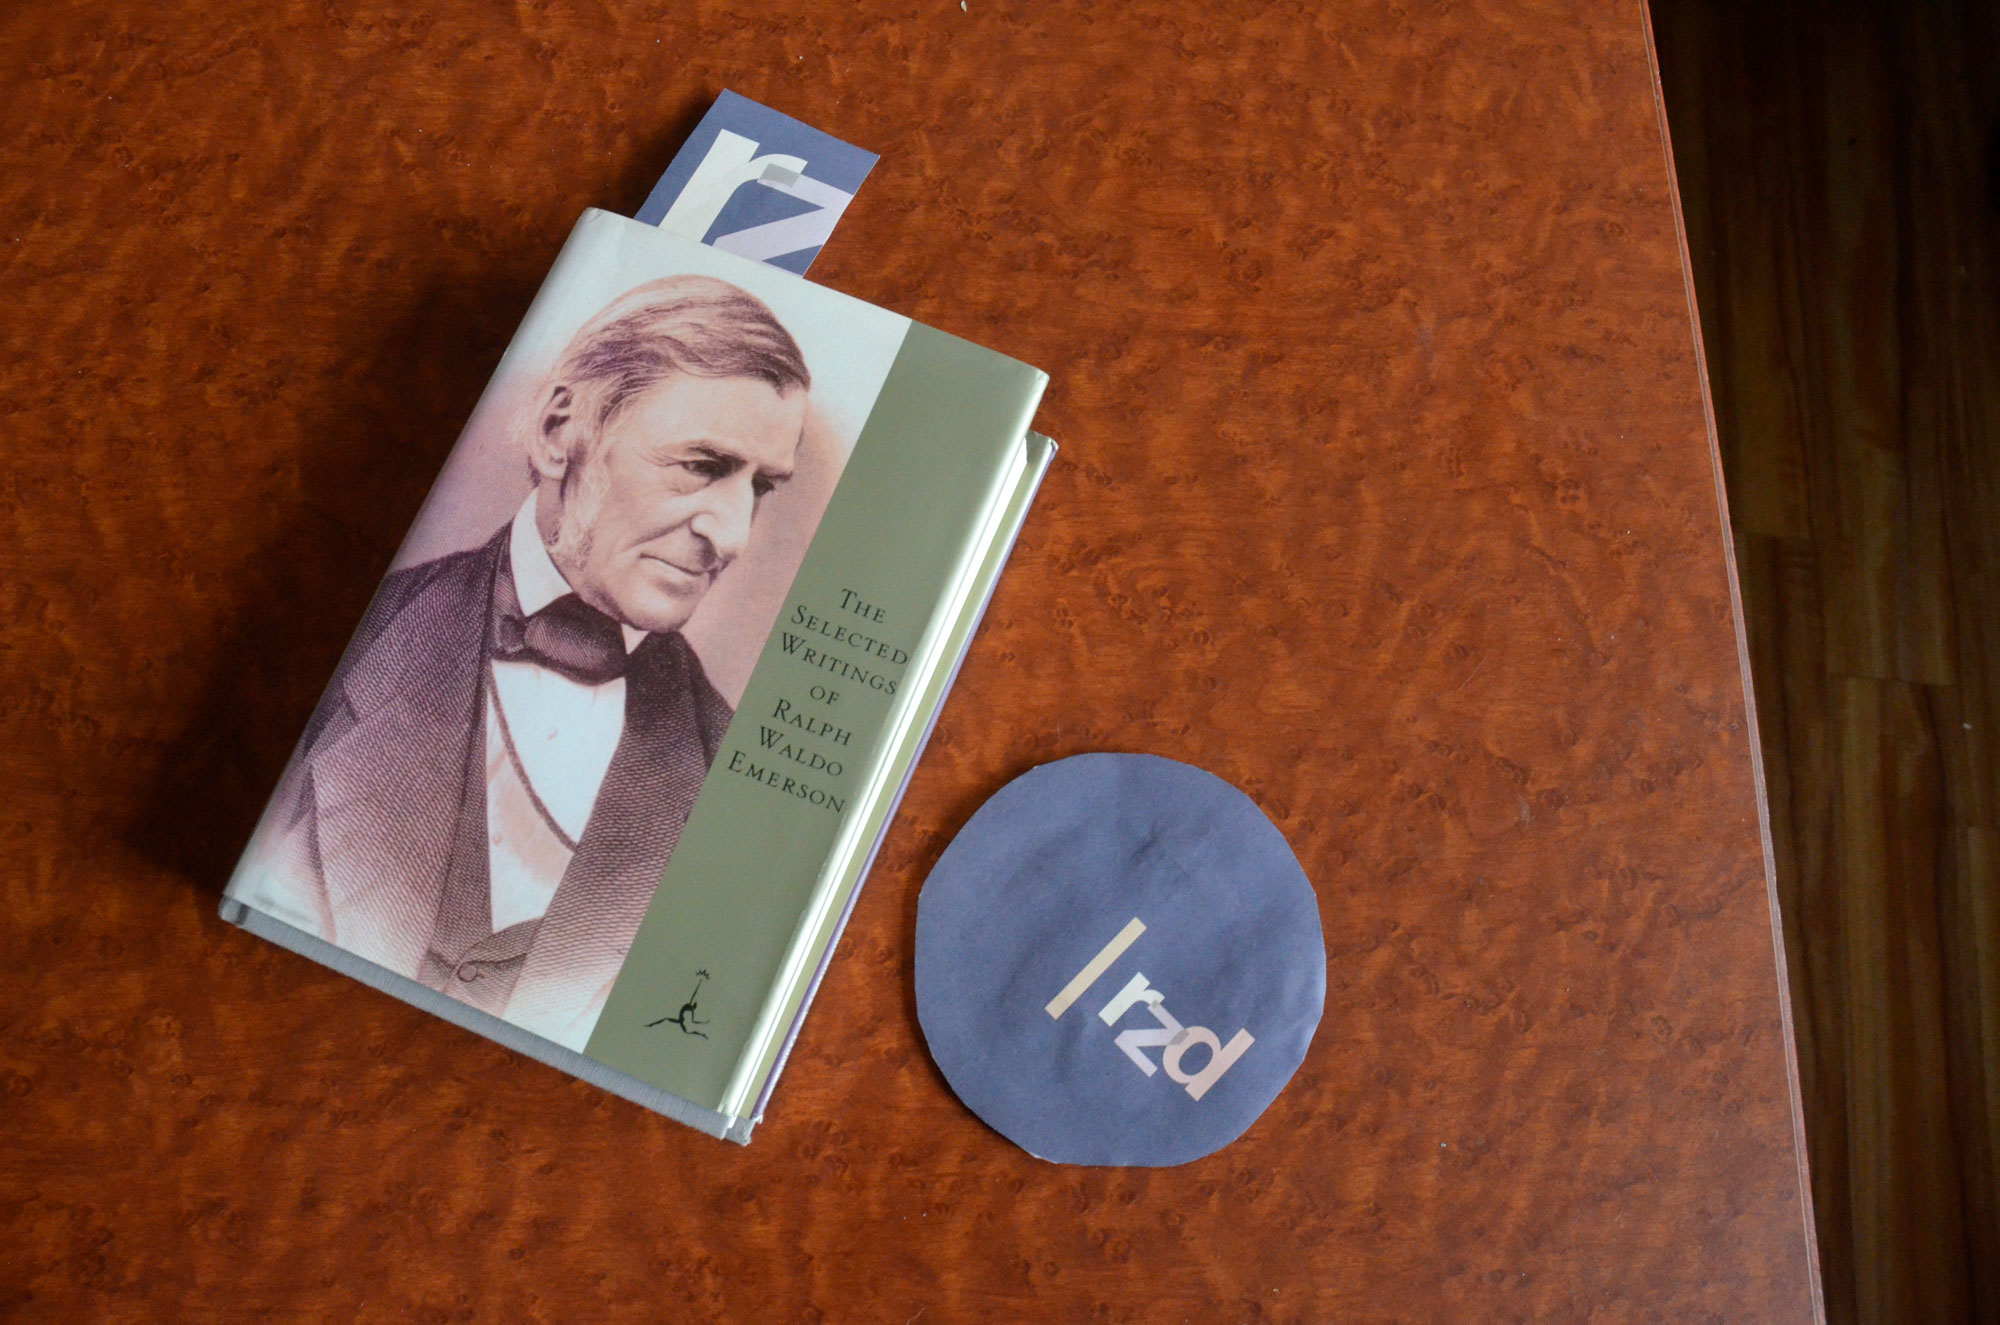 rz
THE
SELECTED
WRITINGS
OF
RALPH
WALDO
EMERSON
rzd